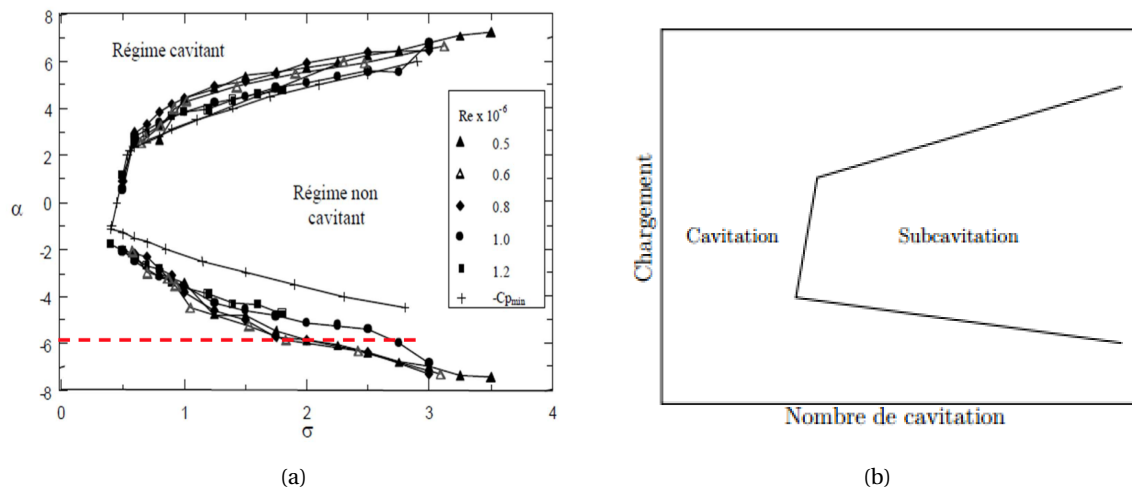 Régime cavitant
Régime non
cavitant
Re x 10⁻⁶
0.5
0.6
0.8
1.0
1.2
-Cp_min
8
6
4
2
0
-2
-4
-6
-8
α
0 1 2 3 4
σ
(a)
Chargement
Cavitation
Subcavitation
Nombre de cavitation
(b)